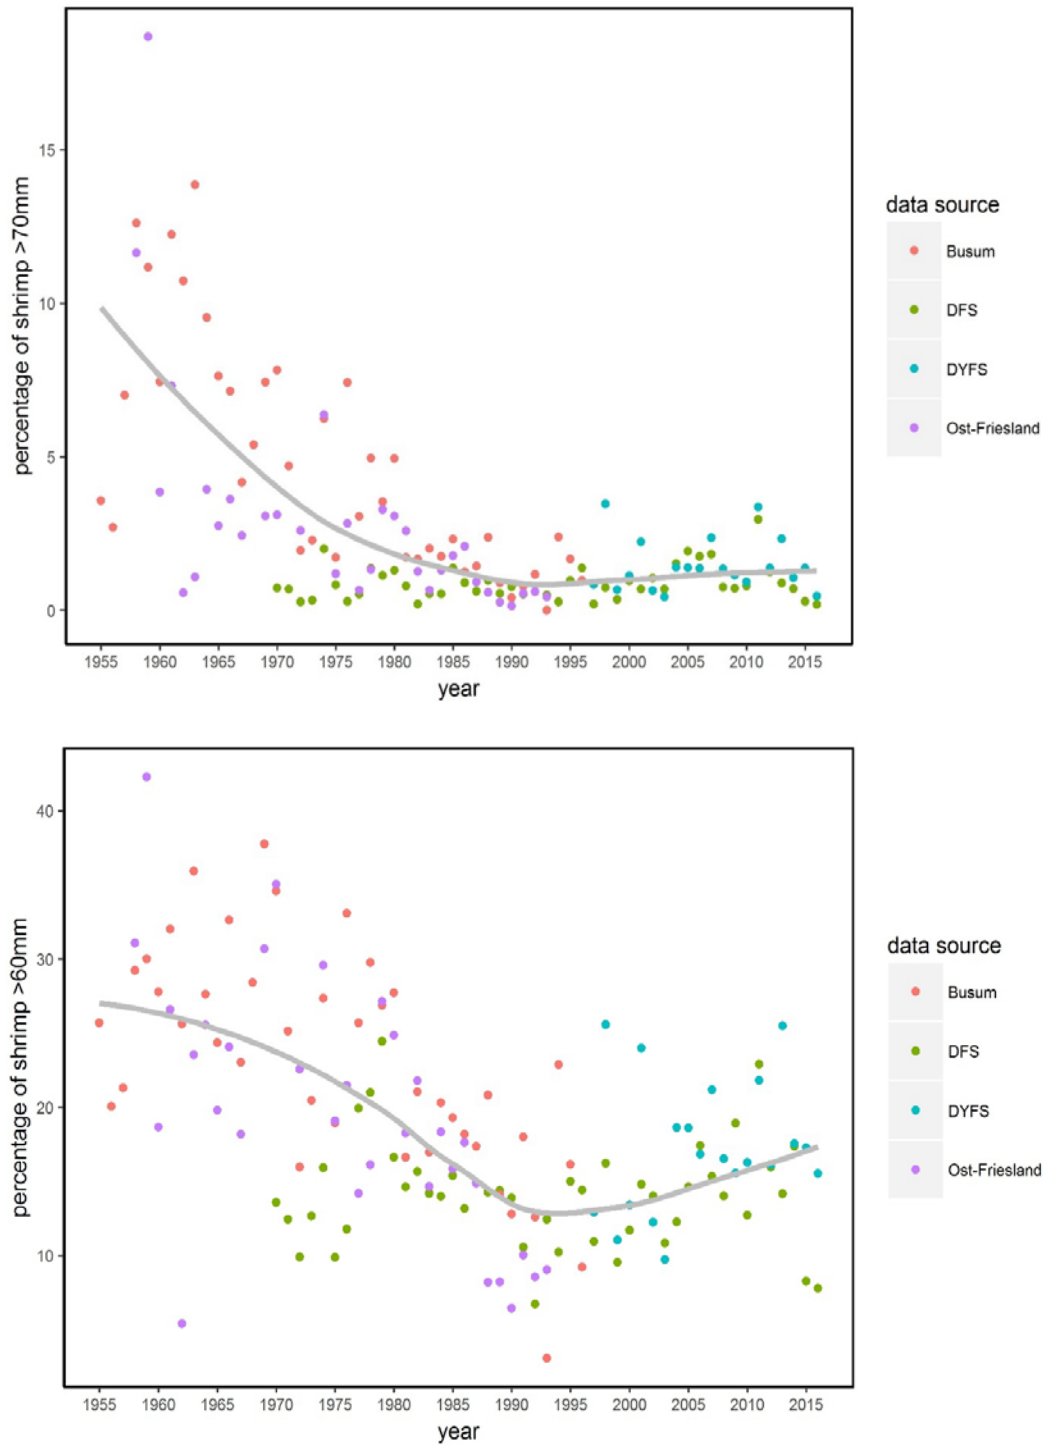 percentage of shrimp >70mm
15
10
5
0
1955 1960 1965 1970 1975 1980 1985 1990 1995 2000 2005 2010 2015
year
data source
Busum
DFS
DYFS
Ost-Friesland
percentage of shrimp >60mm
40
30
20
10
1955 1960 1965 1970 1975 1980 1985 1990 1995 2000 2005 2010 2015
year
data source
Busum
DFS
DYFS
Ost-Friesland